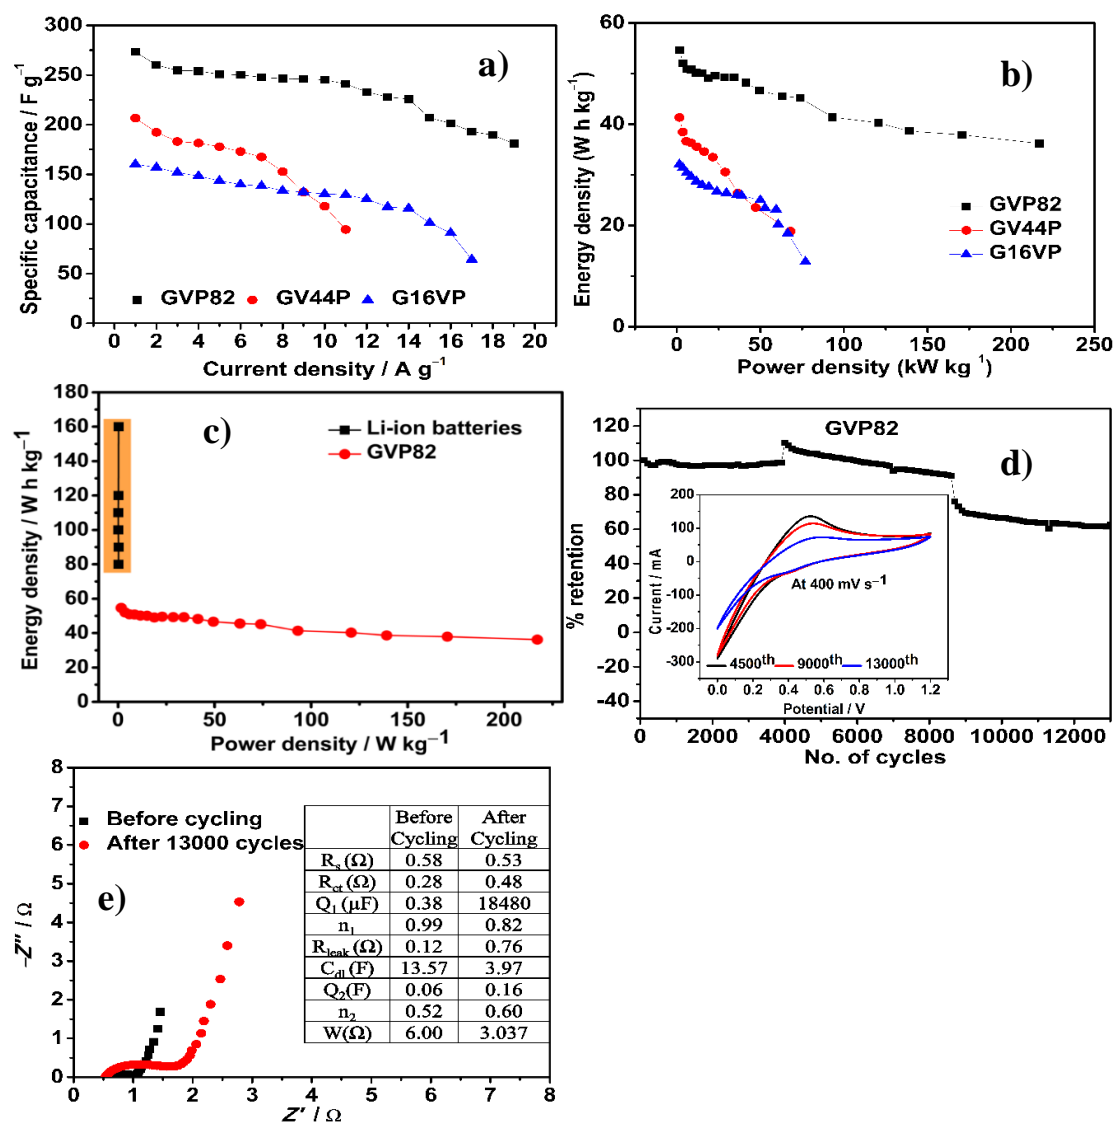 a)
Specific capacitance / F g⁻¹
300
250
200
150
100
50
0
0 2 4 6 8 10 12 14 16 18 20
Current density / A g⁻¹
GVP82 GV44P G16VP
b)
Energy density (W h kg⁻¹)
60
40
20
0
0 50 100 150 200 250
Power density (kW kg⁻¹)
GVP82
GV44P
G16VP
c)
Energy density / W h kg⁻¹
180
160
140
120
100
80
60
40
20
0
0 25 50 75 100 125 150 175 200 225
Power density / W kg⁻¹
Li-ion batteries
GVP82
d)
GVP82
% retention
120
100
80
60
40
20
0
-20
-40
0 2000 4000 6000 8000 10000 12000
No. of cycles
Current / mA
200
100
0
-100
-200
-300
At 400 mV s⁻¹
4500th 9000th 13000th
0.0 0.2 0.4 0.6 0.8 1.0 1.2
Potential / V
e)
–Z'' / Ω
8
7
6
5
4
3
2
1
0
0 1 2 3 4 5 6 7 8
Z' / Ω
Before cycling
After 13000 cycles
Before Cycling After Cycling
Rs (Ω) 0.58 0.53
Rct (Ω) 0.28 0.48
Q1 (µF) 0.38 18480
n1 0.99 0.82
Rleak (Ω) 0.12 0.76
Cdl (F) 13.57 3.97
Q2(F) 0.06 0.16
n2 0.52 0.60
W(Ω) 6.00 3.037